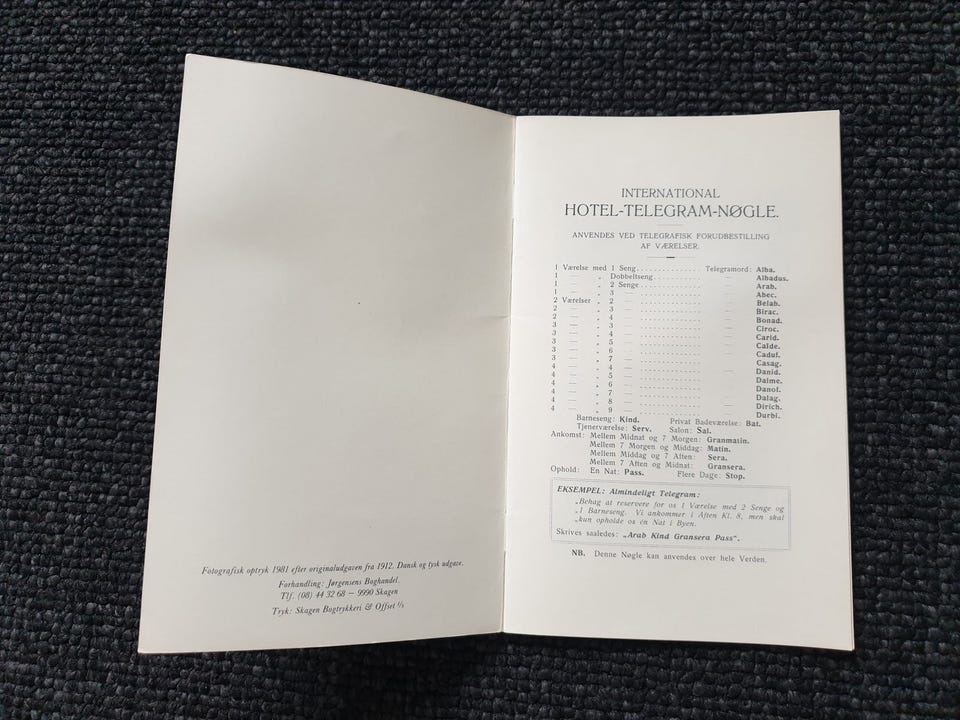 Fotografisk optryk 1981 efter originaludgaven fra 1912. Dansk og tysk udgave.
Forhandling: Jørgensens Boghandel.
Tlf. (08) 44 32 68 – 9990 Skagen
Tryk: Skagen Bogtrykkeri & Offset ⅓
INTERNATIONAL
HOTEL-TELEGRAM-NØGLE.
ANVENDES VED TELEGRAFISK FORUDBESTILLING
AF VÆRELSER.
1 Værelse med 1 Seng ............... Telegramord: Alba.
1 — „ Dobbeltseng ............ — Albadus.
1 — „ 2 Senge ............... — Arab.
1 — „ 3 — ............... — Abec.
2 Værelser „ 2 — ............... — Belab.
2 — „ 3 — ............... — Birac.
2 — „ 4 — ............... — Bonad.
3 — „ 3 — ............... — Ciroc.
3 — „ 4 — ............... — Carid.
3 — „ 5 — ............... — Calde.
3 — „ 6 — ............... — Caduf.
3 — „ 7 — ............... — Casag.
4 — „ 4 — ............... — Danid.
4 — „ 5 — ............... — Dalme.
4 — „ 6 — ............... — Danof.
4 — „ 7 — ............... — Dalag.
4 — „ 8 — ............... — Dirich.
4 — „ 9 — ............... — Durbi.
Barneseng: Kind. Privat Badeværelse: Bat.
Tjenerværelse: Serv. Salon: Sal.
Ankomst: Mellem Midnat og 7 Morgen: Granmatin.
Mellem 7 Morgen og Middag: Matin.
Mellem Middag og 7 Aften: Sera.
Mellem 7 Aften og Midnat: Gransera.
Ophold: En Nat: Pass. Flere Dage: Stop.
EKSEMPEL: Almindeligt Telegram:
„Behag at reservere for os 1 Værelse med 2 Senge og
„1 Barneseng. Vi ankommer i Aften Kl. 8, men skal
„kun opholde os én Nat i Byen.
Skrives saaledes: „Arab Kind Gransera Pass".
NB. Denne Nøgle kan anvendes over hele Verden.